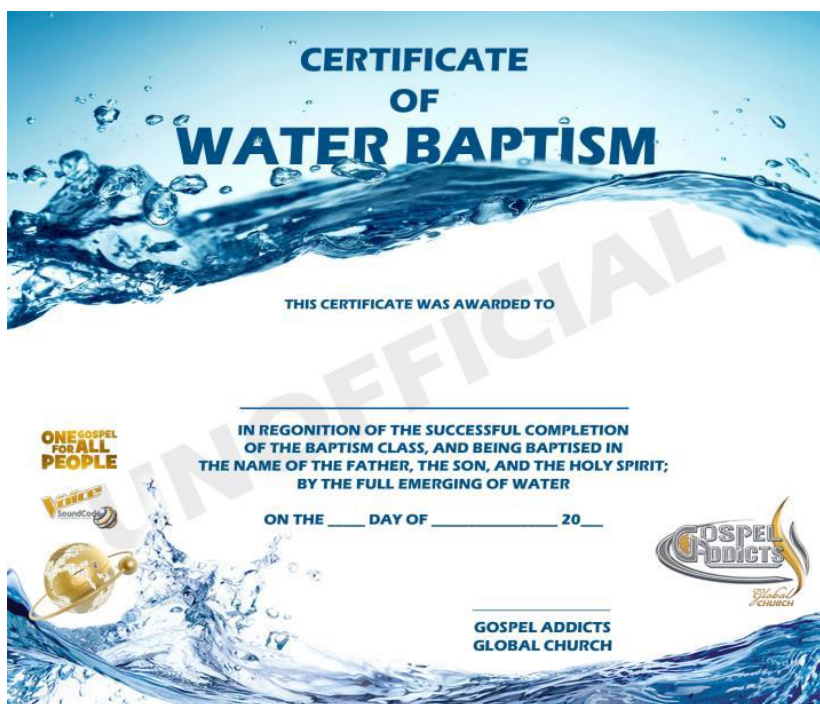 CERTIFICATE
OF
WATER BAPTISM
THIS CERTIFICATE WAS AWARDED TO
UNOFFICIAL
IN REGONITION OF THE SUCCESSFUL COMPLETION
OF THE BAPTISM CLASS, AND BEING BAPTISED IN
THE NAME OF THE FATHER, THE SON, AND THE HOLY SPIRIT;
BY THE FULL EMERGING OF WATER
ON THE _____ DAY OF _________________ 20___
ONE GOSPEL
FOR ALL
PEOPLE
Voice
SoundCode
GOSPEL
ADDICTS
Global
CHURCH
GOSPEL ADDICTS
GLOBAL CHURCH